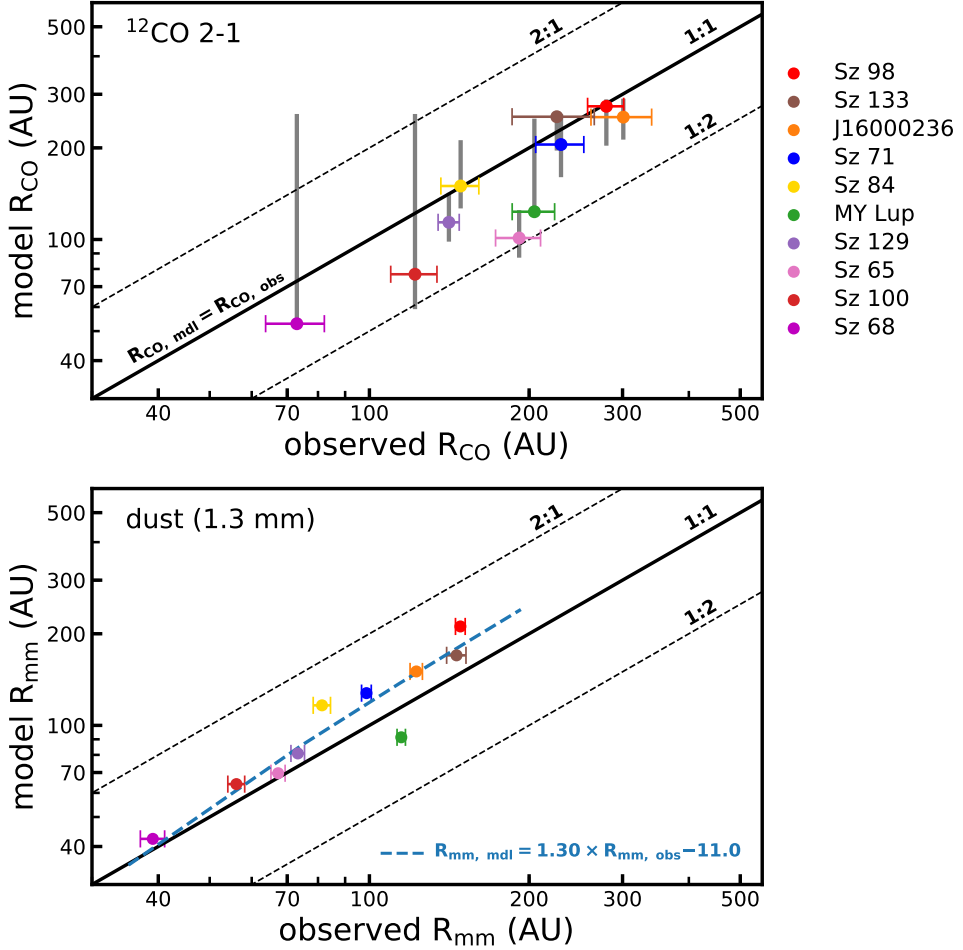 ¹²CO 2-1
2:1
1:1
1:2
R_CO, mdl = R_CO, obs
500
300
200
100
70
40
model R_CO (AU)
40 70 100 200 300 500
observed R_CO (AU)
Sz 98
Sz 133
J16000236
Sz 71
Sz 84
MY Lup
Sz 129
Sz 65
Sz 100
Sz 68
dust (1.3 mm)
2:1
1:1
1:2
500
300
200
100
70
40
model R_mm (AU)
R_mm, mdl = 1.30 × R_mm, obs−11.0
40 70 100 200 300 500
observed R_mm (AU)